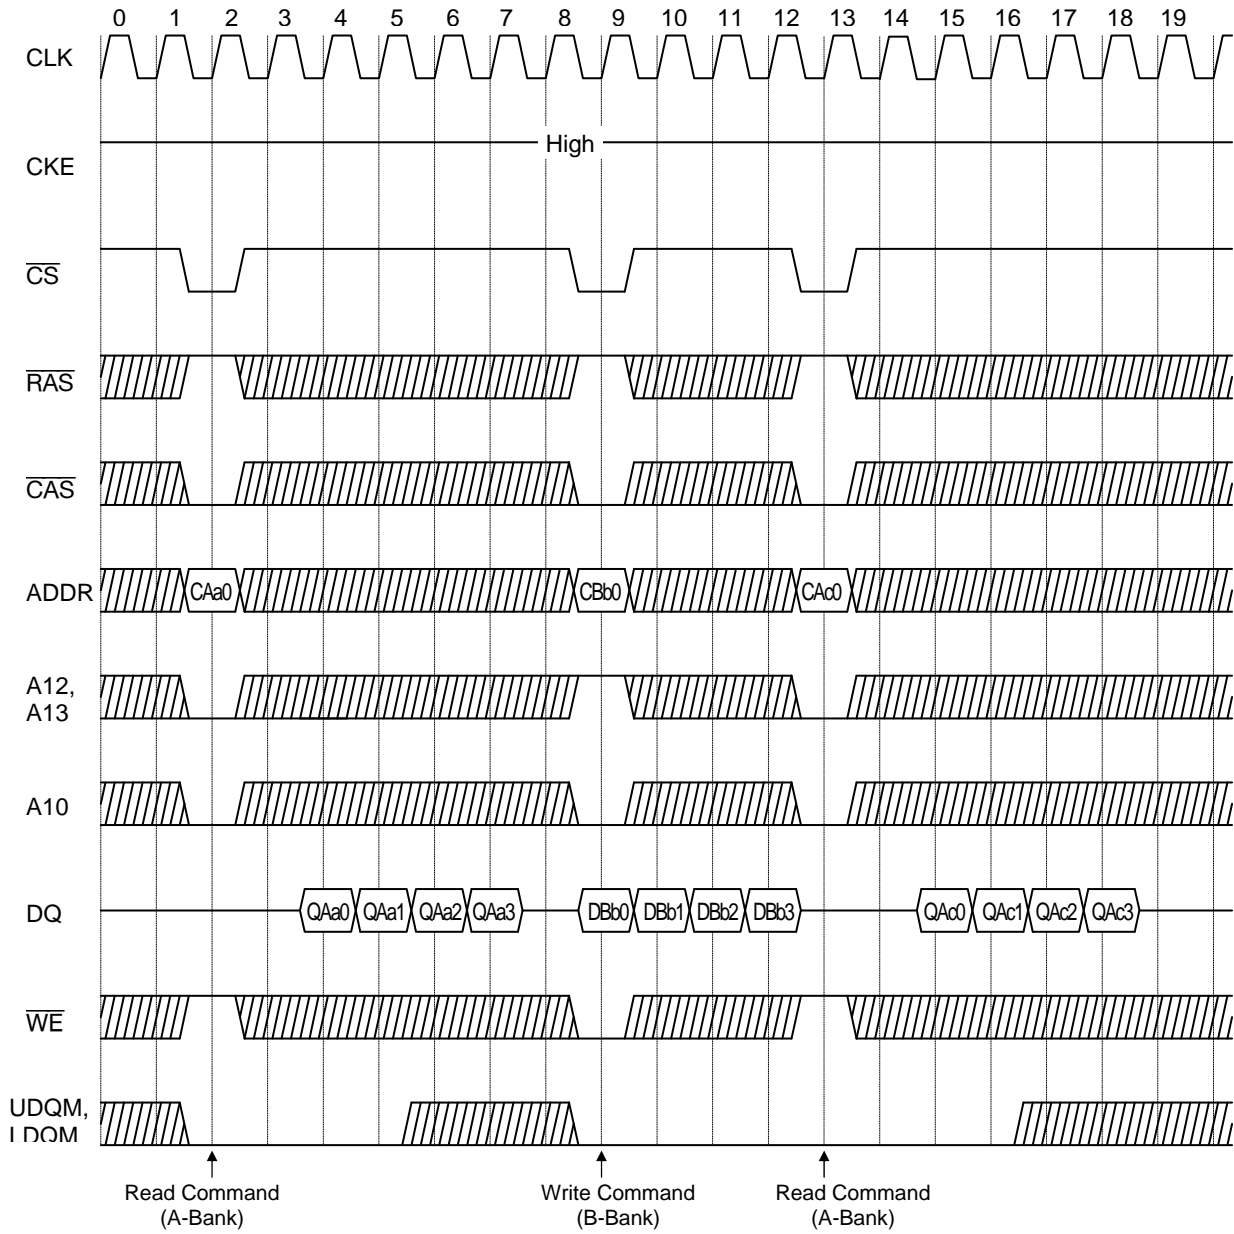 0 1 2 3 4 5 6 7 8 9 10 11 12 13 14 15 16 17 18 19
CLK
High
CKE
CS
RAS
CAS
ADDR CAa0 CBb0 CAc0
A12,
A13
A10
DQ QAa0 QAa1 QAa2 QAa3 DBb0 DBb1 DBb2 DBb3 QAc0 QAc1 QAc2 QAc3
WE
UDQM,
LDQM
Read Command Write Command Read Command
(A-Bank) (B-Bank) (A-Bank)